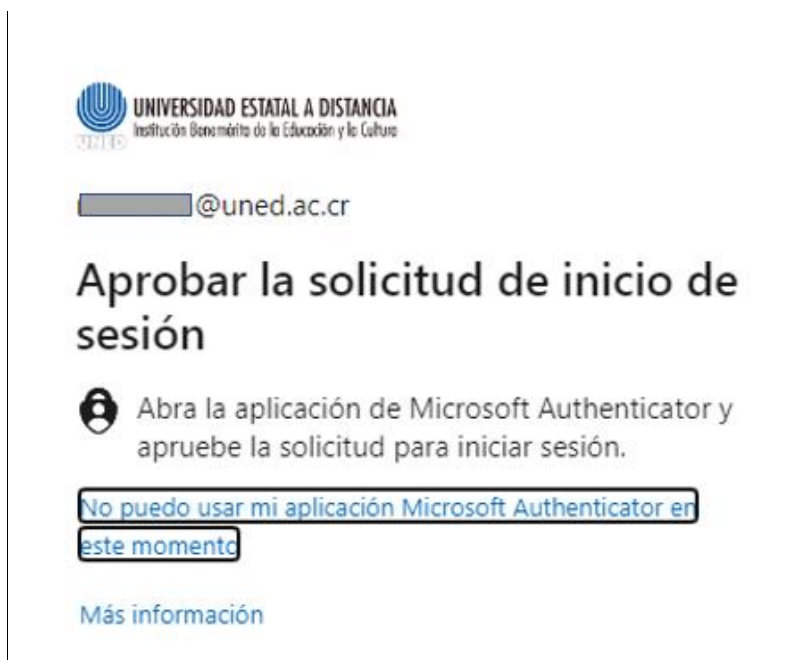 UNIVERSIDAD ESTATAL A DISTANCIA
Institución Benemérita de la Educación y la Cultura
UNED
@uned.ac.cr
Aprobar la solicitud de inicio de
sesión
Abra la aplicación de Microsoft Authenticator y
apruebe la solicitud para iniciar sesión.
No puedo usar mi aplicación Microsoft Authenticator en
este momento
Más información